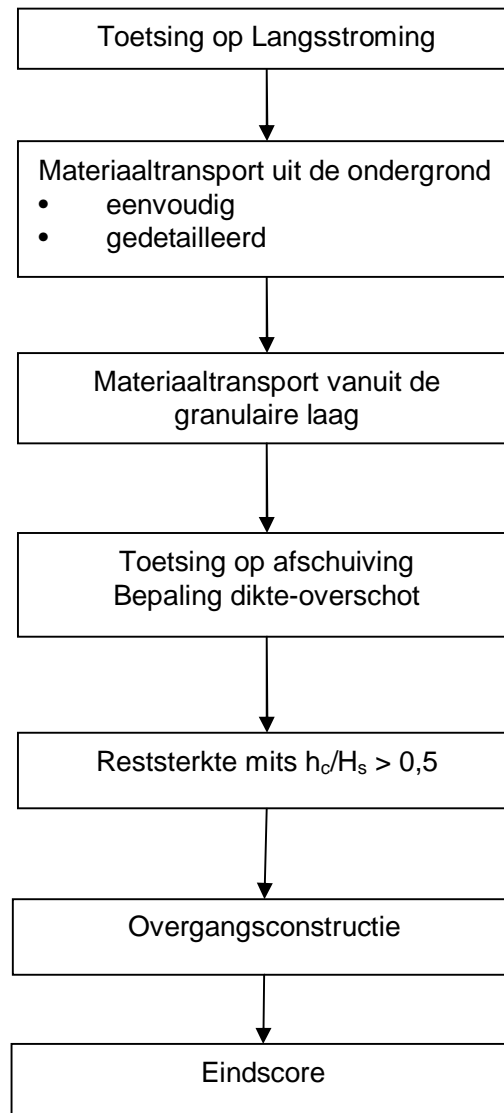 Toetsing op Langsstroming
Materiaaltransport uit de ondergrond
• eenvoudig
• gedetailleerd
Materiaaltransport vanuit de
granulaire laag
Toetsing op afschuiving
Bepaling dikte-overschot
Reststerkte mits hc/Hs > 0,5
Overgangsconstructie
Eindscore